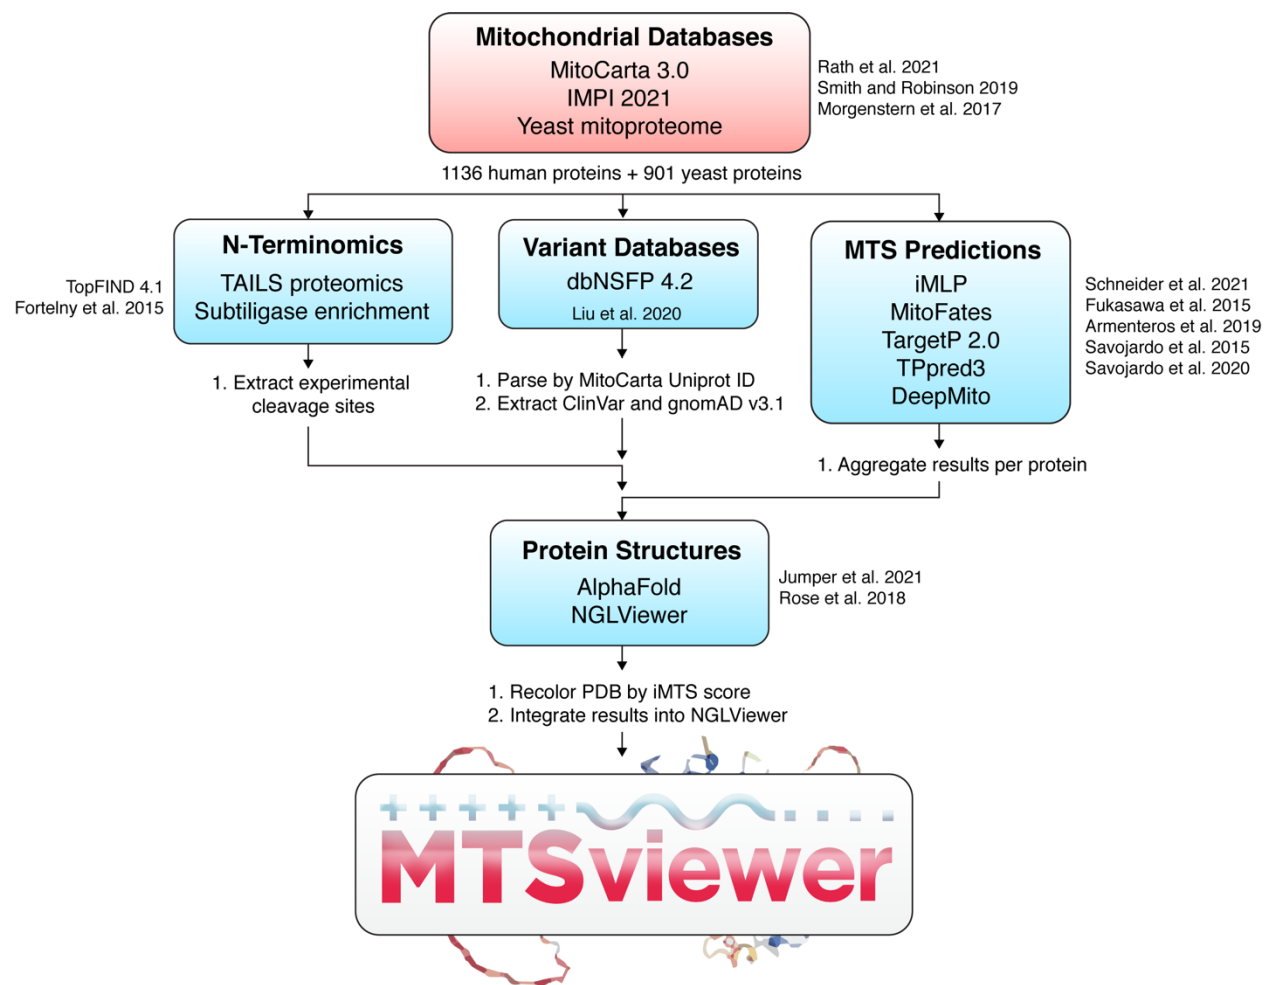 Mitochondrial Databases
MitoCarta 3.0
IMPI 2021
Yeast mitoproteome
Rath et al. 2021
Smith and Robinson 2019
Morgenstern et al. 2017
1136 human proteins + 901 yeast proteins
TopFIND 4.1
Fortelny et al. 2015
N-Terminomics
TAILS proteomics
Subtiligase enrichment
1. Extract experimental
cleavage sites
Variant Databases
dbNSFP 4.2
Liu et al. 2020
1. Parse by MitoCarta Uniprot ID
2. Extract ClinVar and gnomAD v3.1
MTS Predictions
iMLP
MitoFates
TargetP 2.0
TPpred3
DeepMito
Schneider et al. 2021
Fukasawa et al. 2015
Armenteros et al. 2019
Savojardo et al. 2015
Savojardo et al. 2020
1. Aggregate results per protein
Protein Structures
AlphaFold
NGLViewer
Jumper et al. 2021
Rose et al. 2018
1. Recolor PDB by iMTS score
2. Integrate results into NGLViewer
+++++
MTSviewer